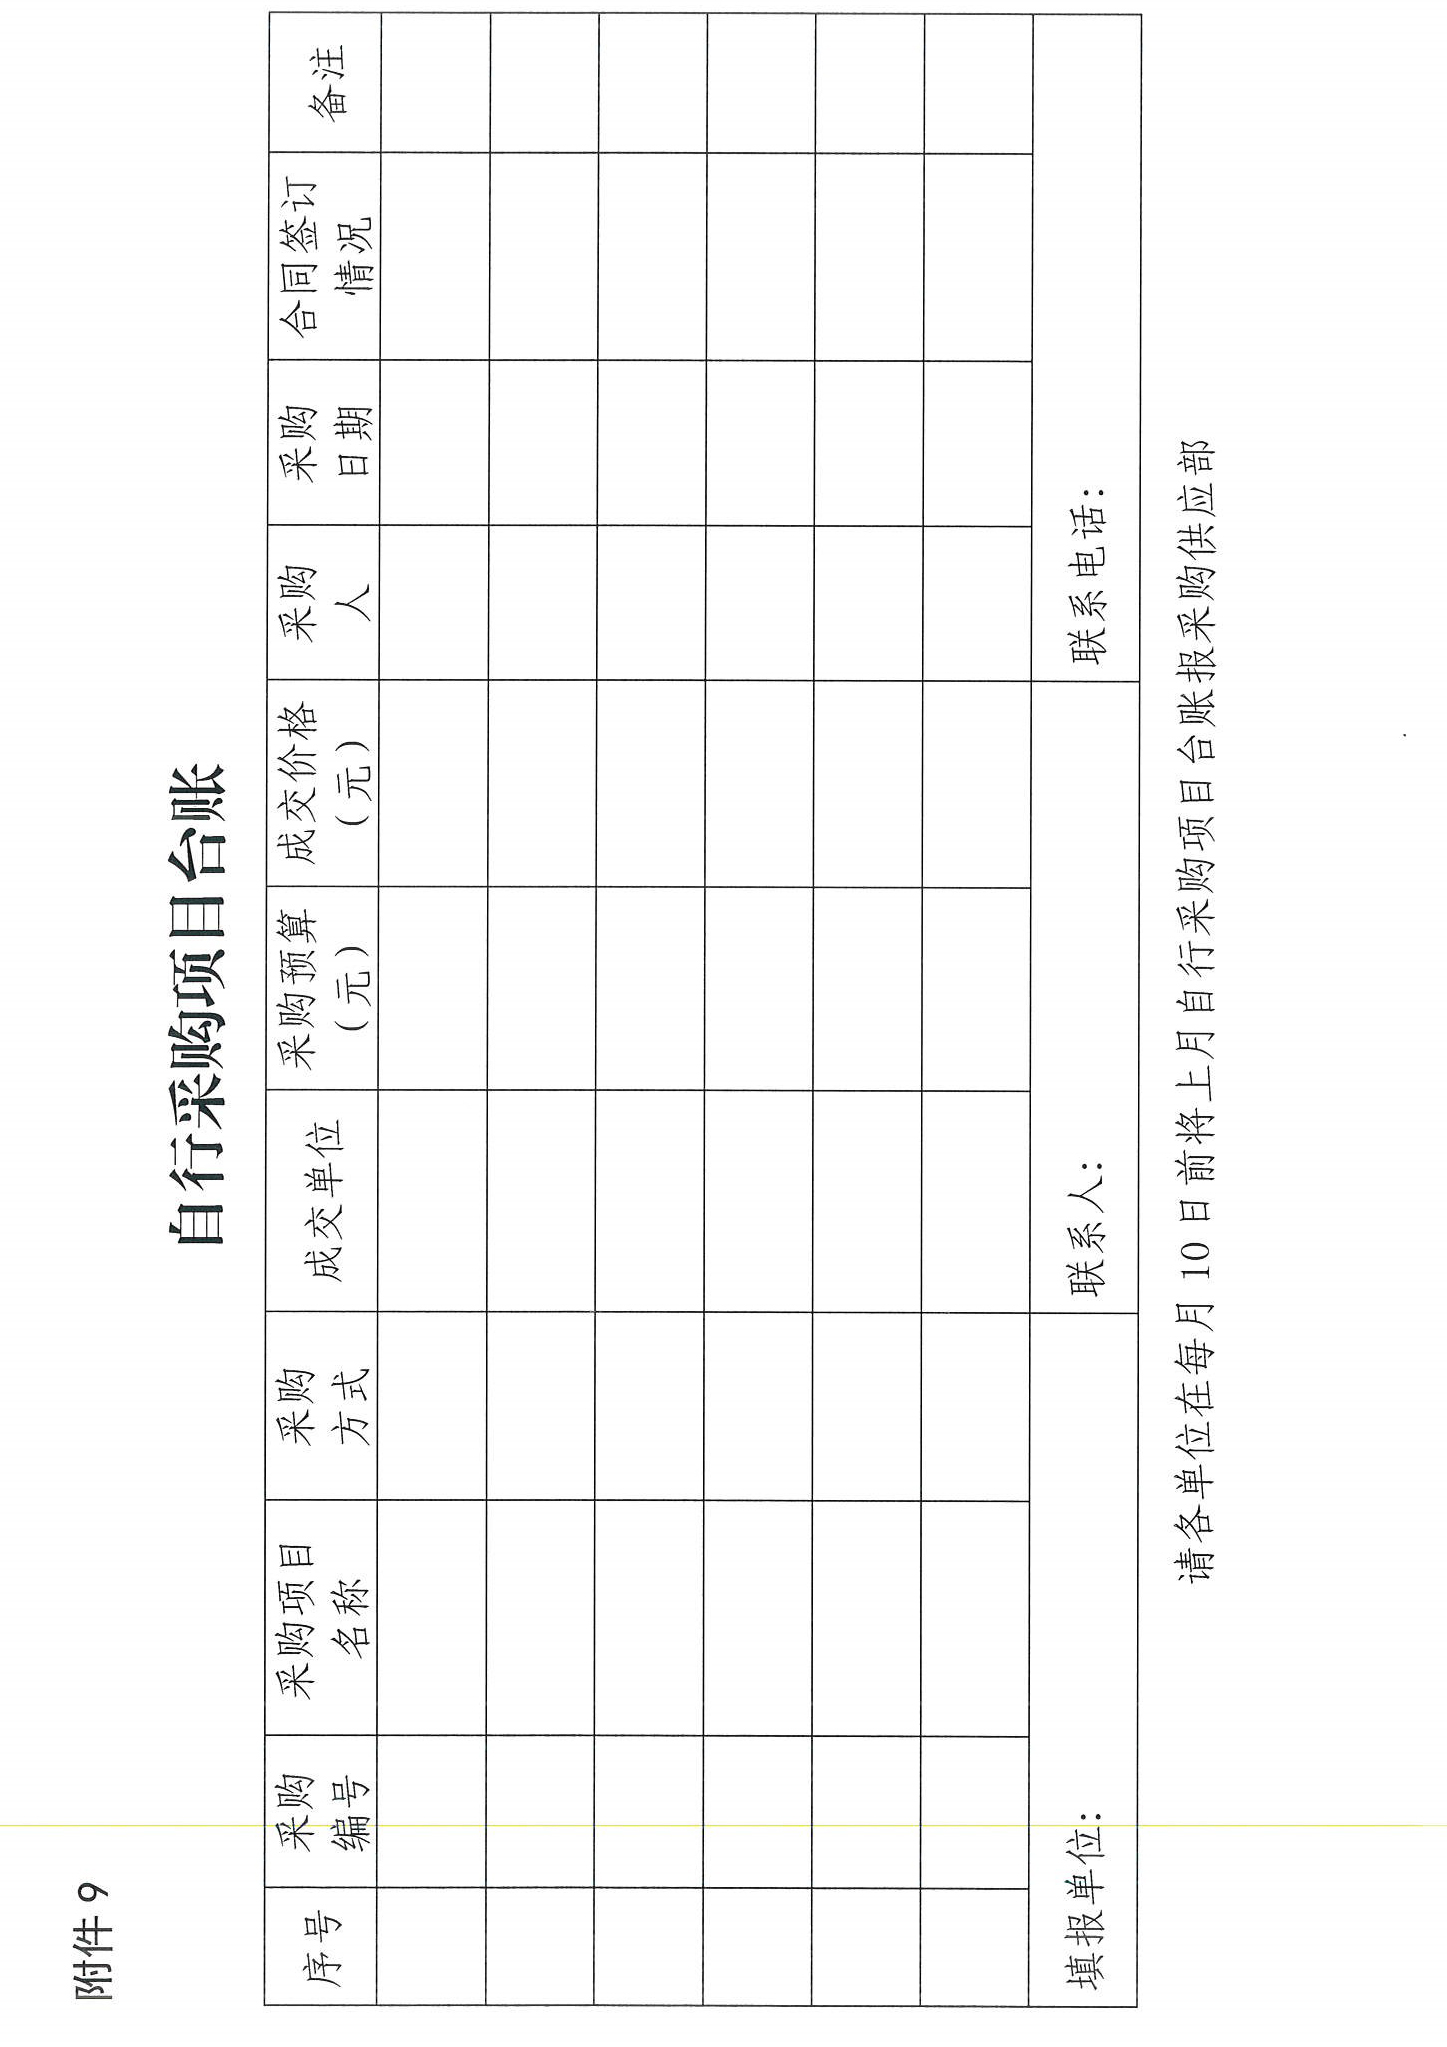 附件 9
自行采购项目台账
序号
采购
编号
采购项目
名称
采购
方式
成交单位
采购预算
（元）
成交价格
（元）
采购
人
采购
日期
合同签订
情况
备注
填报单位：
联系人：
联系电话：
请各单位在每月 10 日前将上月自行采购项目台账报采购供应部